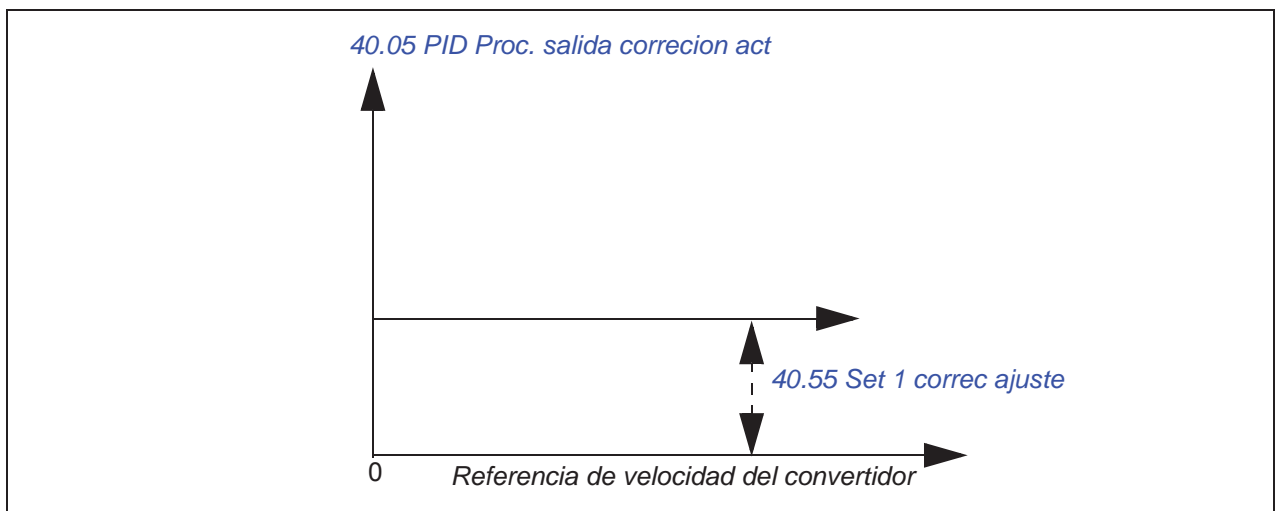 40.05 PID Proc. salida correcion act
40.55 Set 1 correc ajuste
0
Referencia de velocidad del convertidor